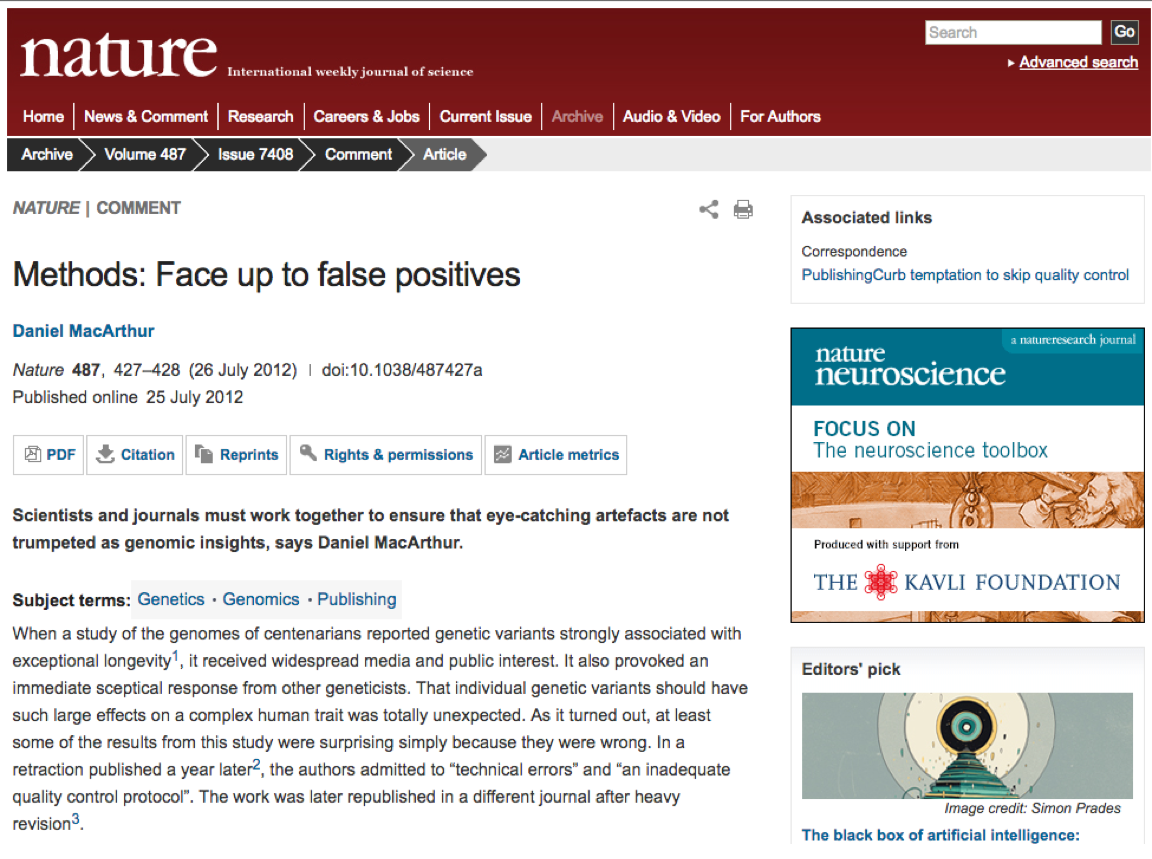 nature International weekly journal of science
Search Go
▸ Advanced search
Home News & Comment Research Careers & Jobs Current Issue Archive Audio & Video For Authors
Archive Volume 487 Issue 7408 Comment Article
NATURE | COMMENT
Methods: Face up to false positives
Daniel MacArthur
Nature 487, 427–428 (26 July 2012) | doi:10.1038/487427a
Published online 25 July 2012
PDF Citation Reprints Rights & permissions Article metrics
Scientists and journals must work together to ensure that eye-catching artefacts are not
trumpeted as genomic insights, says Daniel MacArthur.
Subject terms: Genetics · Genomics · Publishing
When a study of the genomes of centenarians reported genetic variants strongly associated with
exceptional longevity1, it received widespread media and public interest. It also provoked an
immediate sceptical response from other geneticists. That individual genetic variants should have
such large effects on a complex human trait was totally unexpected. As it turned out, at least
some of the results from this study were surprising simply because they were wrong. In a
retraction published a year later2, the authors admitted to “technical errors” and “an inadequate
quality control protocol”. The work was later republished in a different journal after heavy
revision3.
Associated links
Correspondence
PublishingCurb temptation to skip quality control
a natureresearch journal
nature
neuroscience
FOCUS ON
The neuroscience toolbox
Produced with support from
THE KAVLI FOUNDATION
Editors' pick
Image credit: Simon Prades
The black box of artificial intelligence: